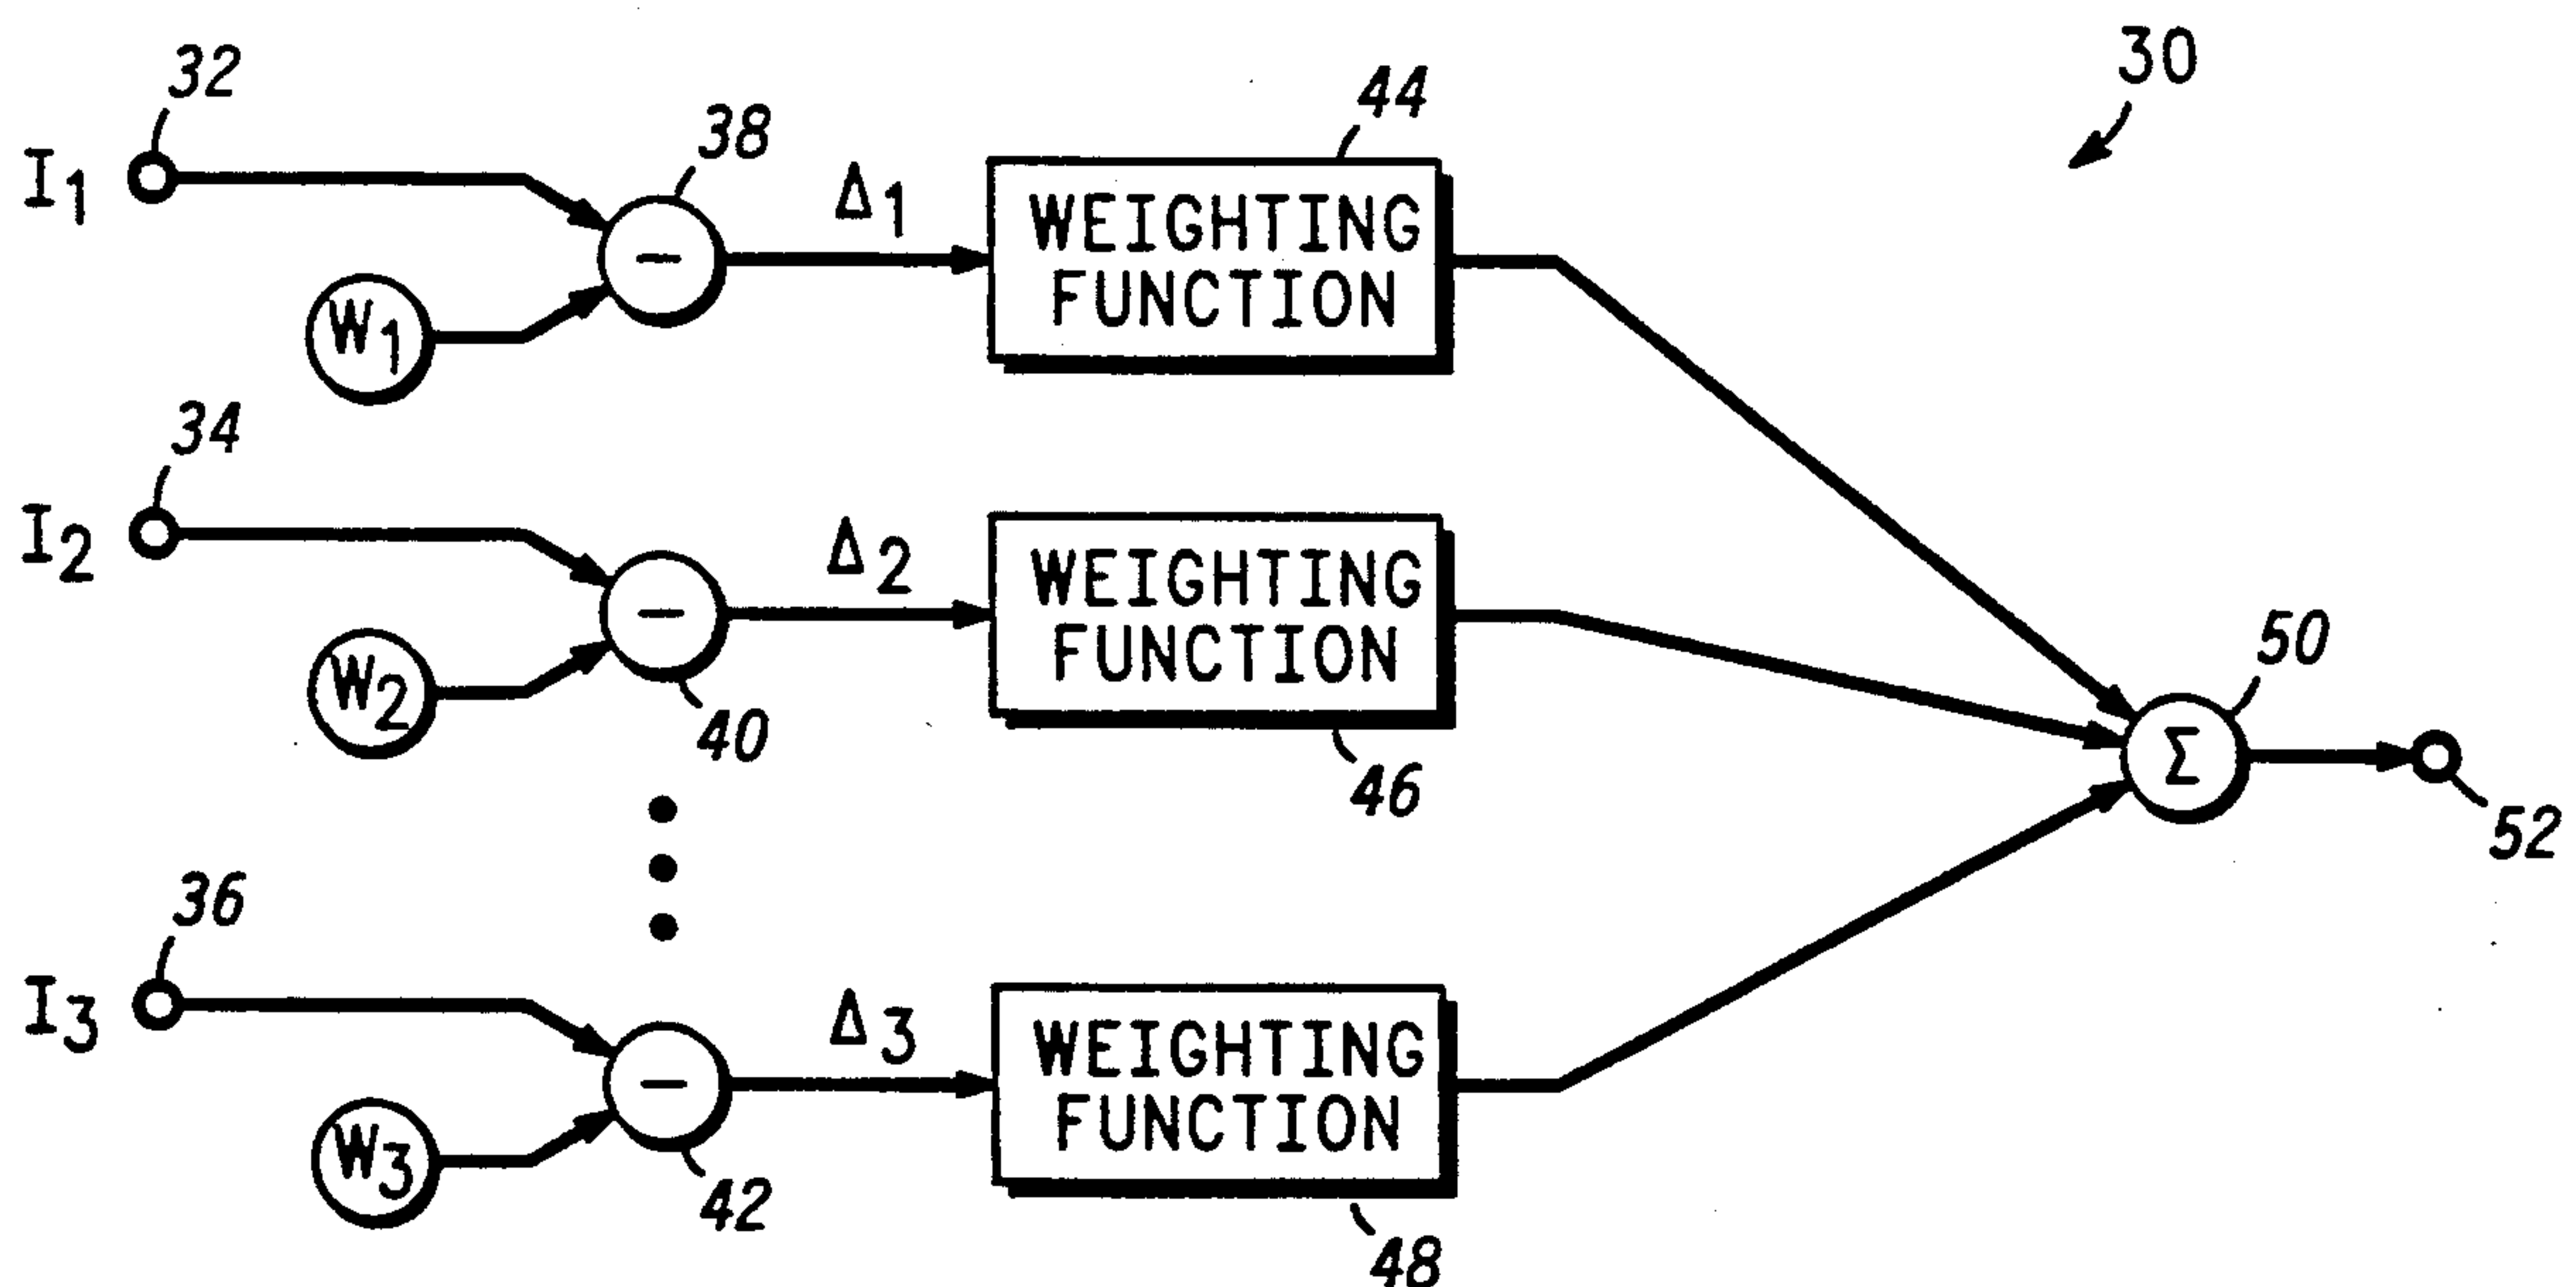 30
32
I1
38
Δ1
44
WEIGHTING
FUNCTION
−
W1
34
I2
Δ2
WEIGHTING
FUNCTION
−
W2
40
46
50
Σ
52
36
I3
Δ3
WEIGHTING
FUNCTION
−
W3
42
48